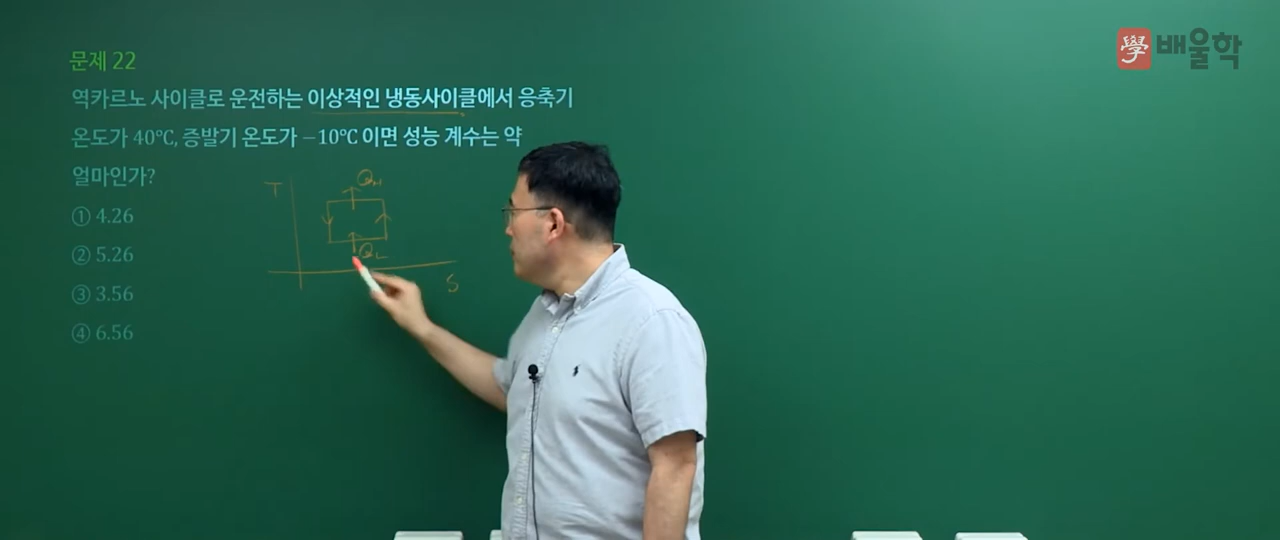 學 배울학
문제 22
역카르노 사이클로 운전하는 이상적인 냉동사이클에서 응축기
온도가 40℃, 증발기 온도가 −10℃ 이면 성능 계수는 약
얼마인가?
① 4.26
② 5.26
③ 3.56
④ 6.56
T
Q_H
Q_L
S